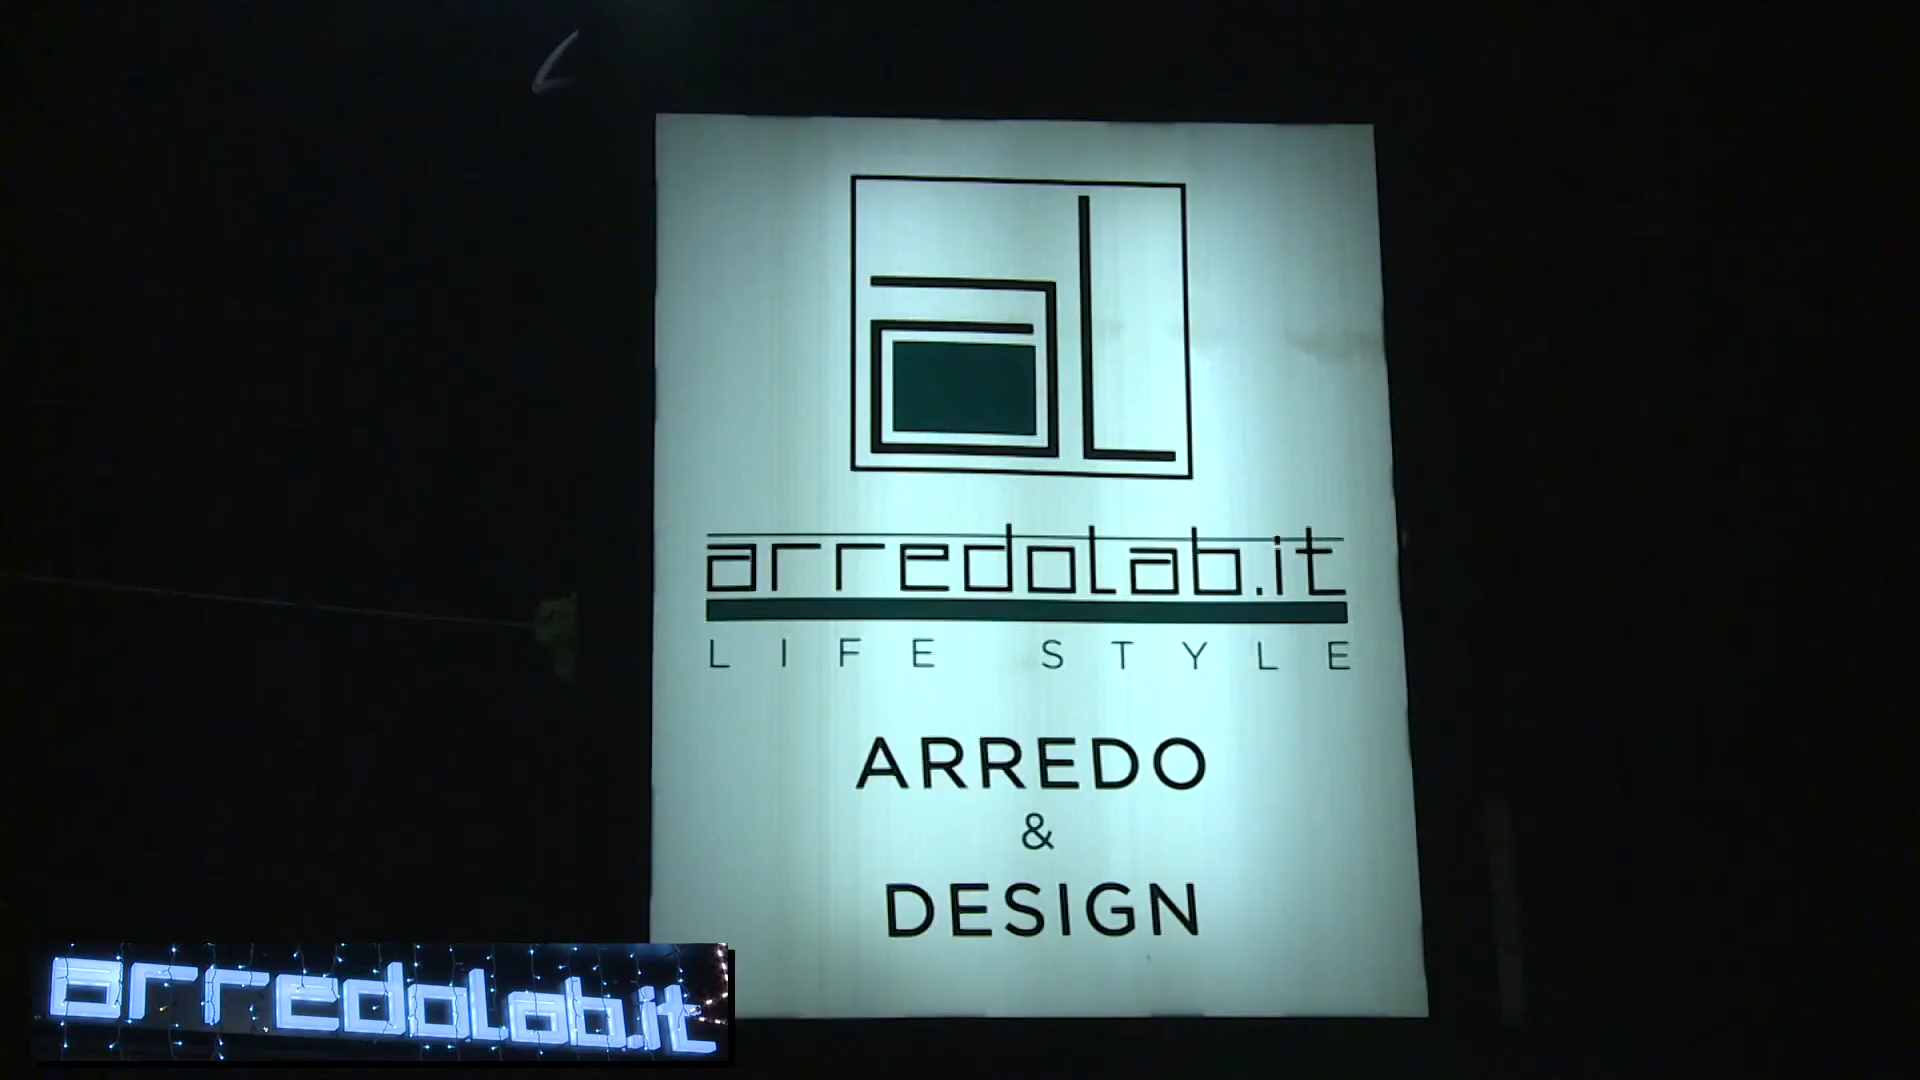 al
arredolab.it
LIFE STYLE
ARREDO
&
DESIGN
arredolab.it